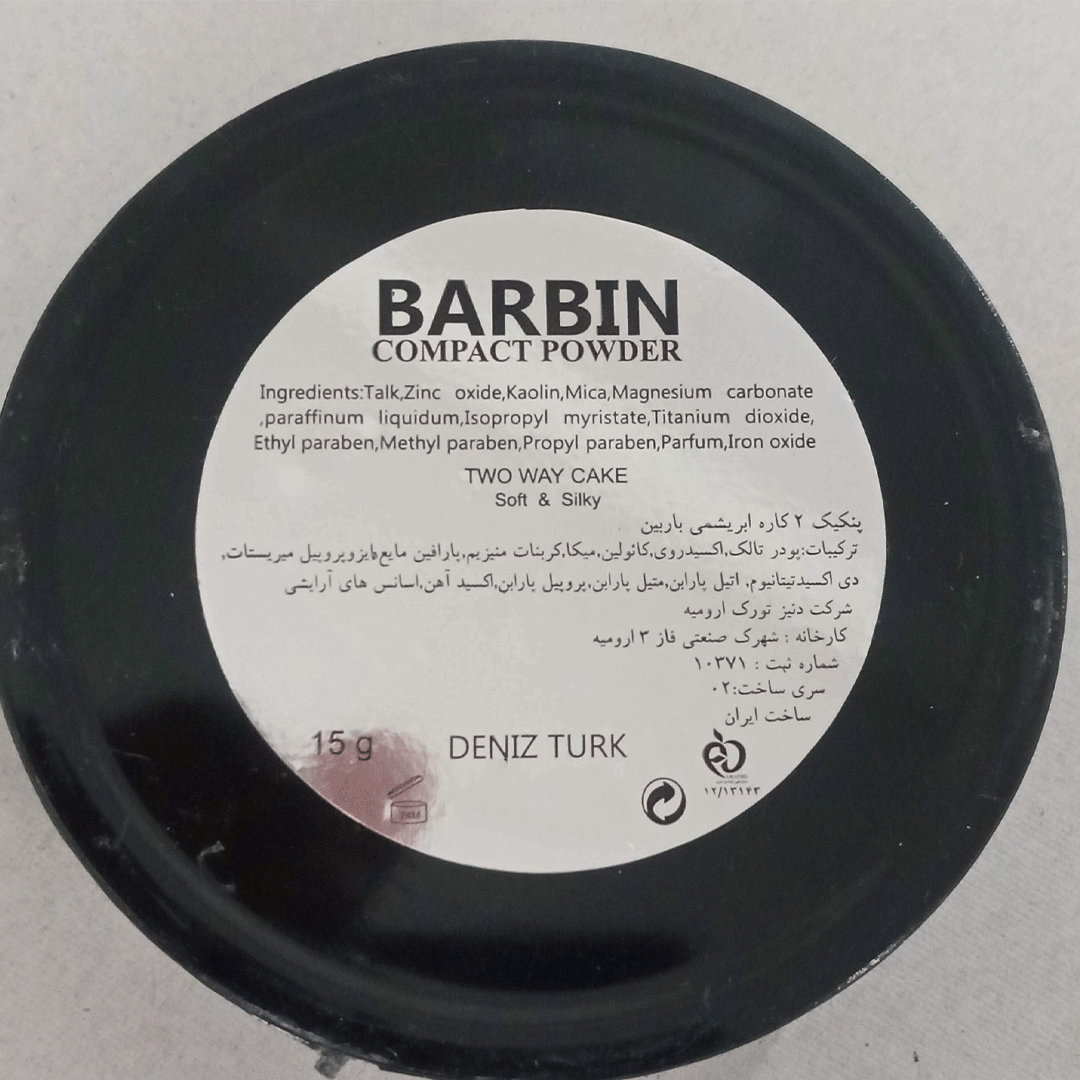 BARBIN
COMPACT POWDER
Ingredients:Talk,Zinc oxide,Kaolin,Mica,Magnesium carbonate
,paraffinum liquidum,Isopropyl myristate,Titanium dioxide,
Ethyl paraben,Methyl paraben,Propyl paraben,Parfum,Iron oxide
TWO WAY CAKE
Soft & Silky
پنکیک ۲ کاره ابریشمی باربین
ترکیبات:پودر تالک,اکسیدروی,کائولین,میکا,کربنات منیزیم,پارافین مایع,ایزوپروپیل میریستات,
دی اکسیدتیتانیوم, اتیل پارابن,متیل پارابن,پروپیل پارابن,اکسید آهن,اسانس های آرایشی
شرکت دنیز تورک ارومیه
کارخانه : شهرک صنعتی فاز ۳ ارومیه
شماره ثبت : ۱۰۳۷۱
سری ساخت:۰۲
ساخت ایران
15 g
DENIZ TURK
24M
۱۲/۱۳۱۴۳